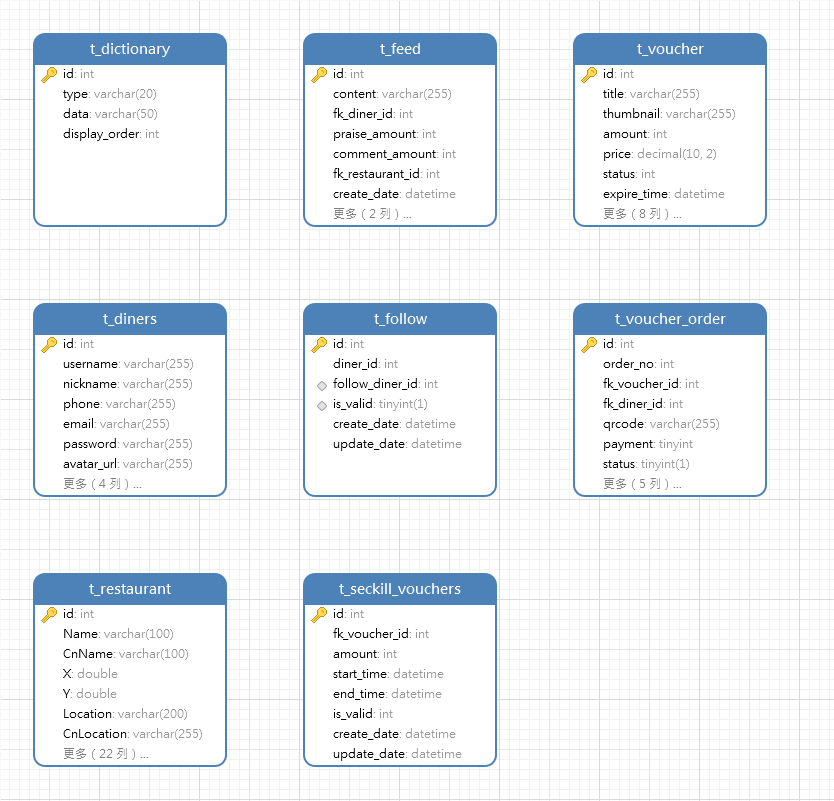 t_dictionary
id: int
type: varchar(20)
data: varchar(50)
display_order: int
t_feed
id: int
content: varchar(255)
fk_diner_id: int
praise_amount: int
comment_amount: int
fk_restaurant_id: int
create_date: datetime
更多 ( 2 列 ) ...
t_voucher
id: int
title: varchar(255)
thumbnail: varchar(255)
amount: int
price: decimal(10, 2)
status: int
expire_time: datetime
更多 ( 8 列 ) ...
t_diners
id: int
username: varchar(255)
nickname: varchar(255)
phone: varchar(255)
email: varchar(255)
password: varchar(255)
avatar_url: varchar(255)
更多 ( 4 列 ) ...
t_follow
id: int
diner_id: int
follow_diner_id: int
is_valid: tinyint(1)
create_date: datetime
update_date: datetime
t_voucher_order
id: int
order_no: int
fk_voucher_id: int
fk_diner_id: int
qrcode: varchar(255)
payment: tinyint
status: tinyint(1)
更多 ( 5 列 ) ...
t_restaurant
id: int
Name: varchar(100)
CnName: varchar(100)
X: double
Y: double
Location: varchar(200)
CnLocation: varchar(255)
更多 ( 22 列 ) ...
t_seckill_vouchers
id: int
fk_voucher_id: int
amount: int
start_time: datetime
end_time: datetime
is_valid: int
create_date: datetime
update_date: datetime